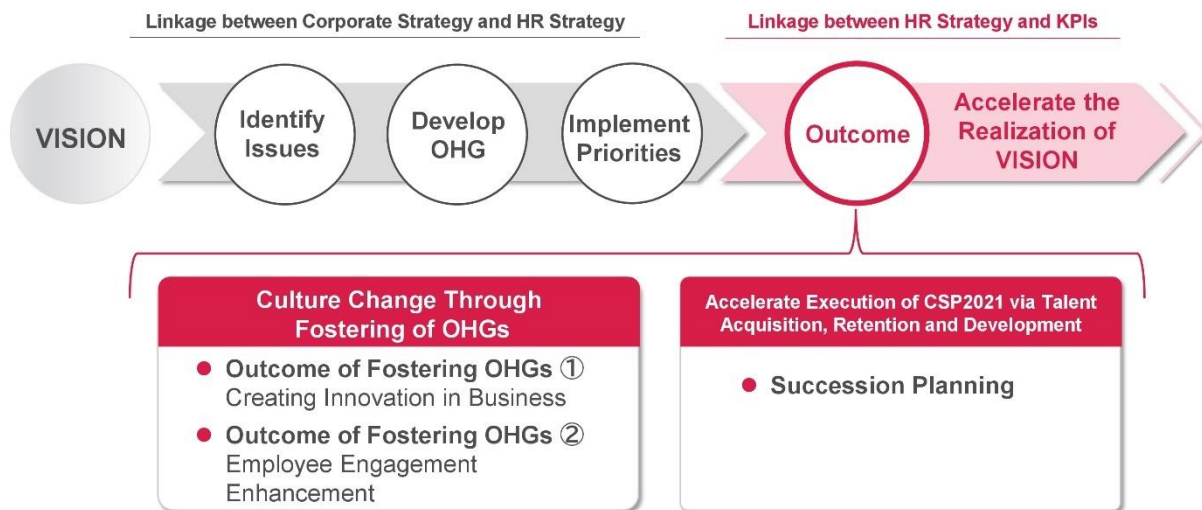 Linkage between Corporate Strategy and HR Strategy
Linkage between HR Strategy and KPIs
VISION
Identify
Issues
Develop
OHG
Implement
Priorities
Outcome
Accelerate the
Realization of
VISION
Culture Change Through
Fostering of OHGs
● Outcome of Fostering OHGs ①
Creating Innovation in Business
● Outcome of Fostering OHGs ②
Employee Engagement
Enhancement
Accelerate Execution of CSP2021 via Talent
Acquisition, Retention and Development
● Succession Planning